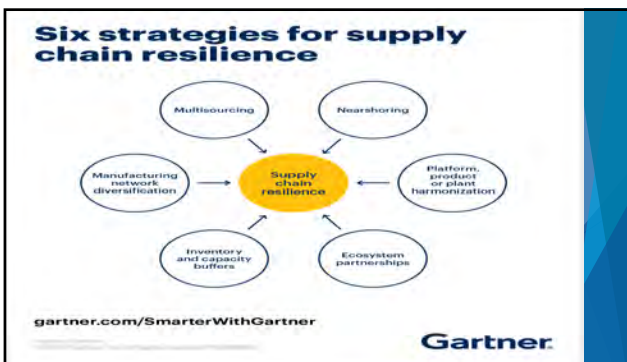 Six strategies for supply
chain resilience
Multisourcing
Nearshoring
Manufacturing
network
diversification
Supply
chain
resilience
Platform,
product
or plant
harmonization
Inventory
and capacity
buffers
Ecosystem
partnerships
gartner.com/SmarterWithGartner
Gartner